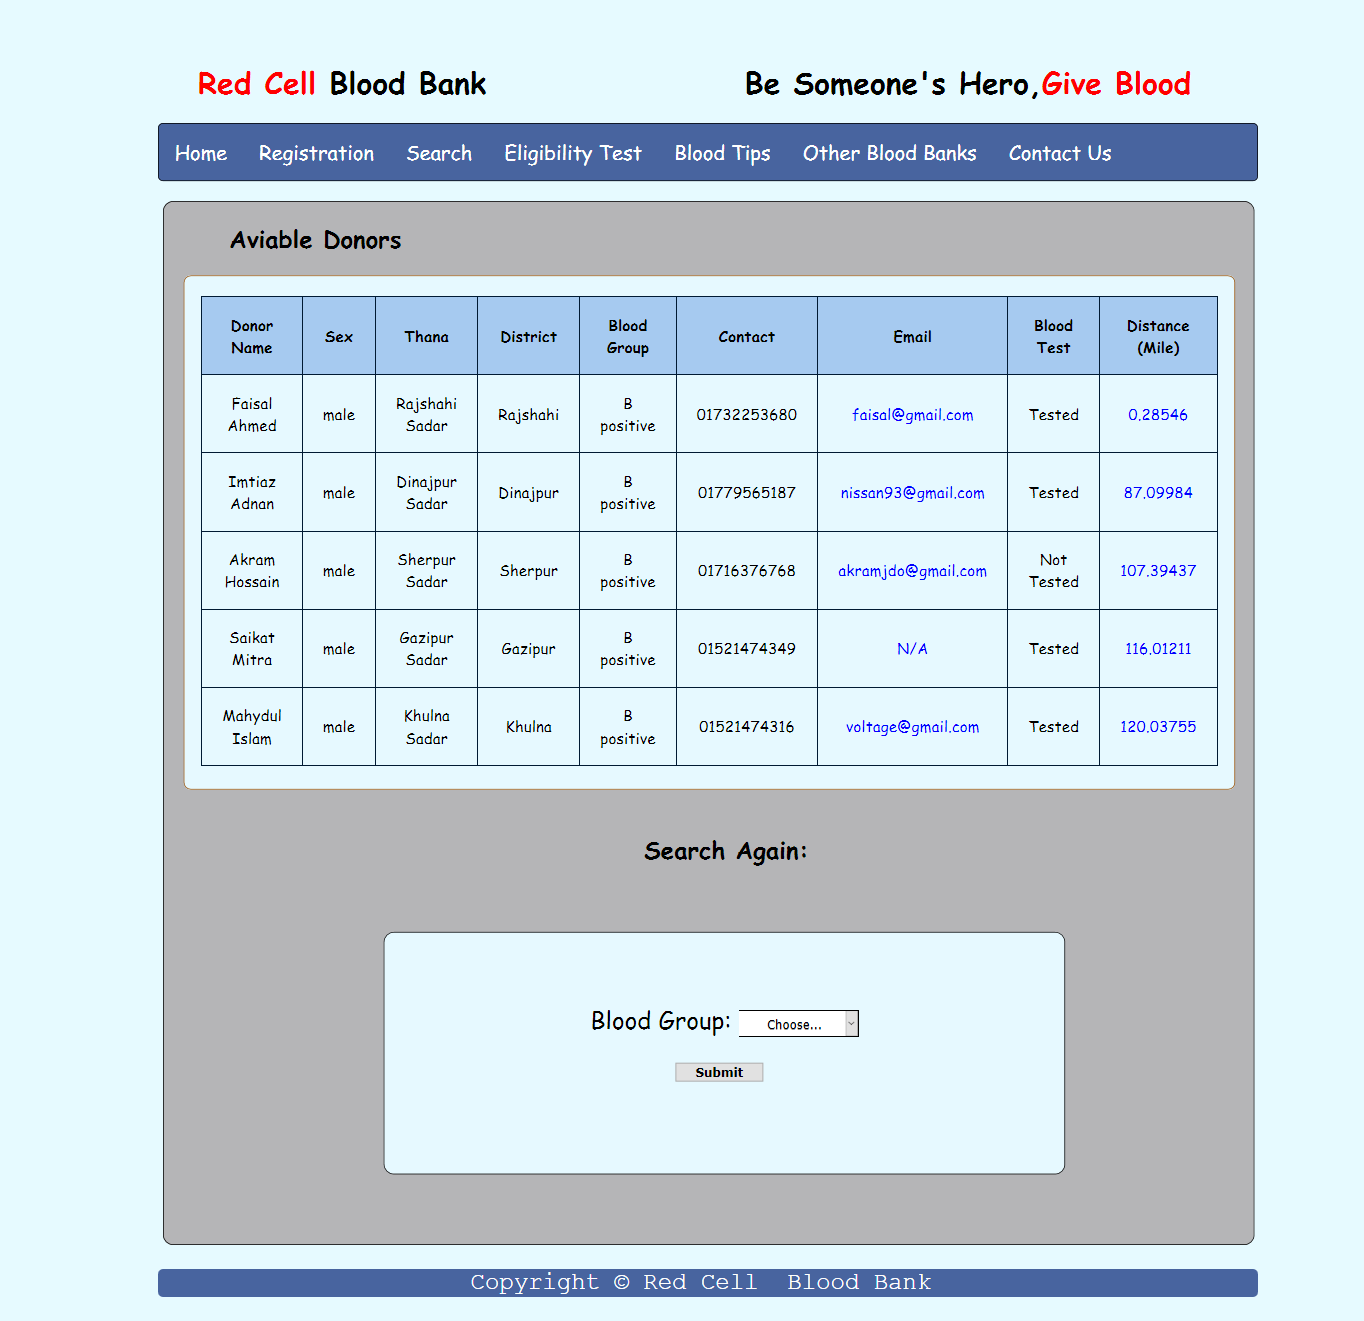 Red Cell Blood Bank
Be Someone's Hero,Give Blood
Home Registration Search Eligibility Test Blood Tips Other Blood Banks Contact Us
Aviable Donors
Donor Name Sex Thana District Blood Group Contact Email Blood Test Distance (Mile)
Faisal Ahmed male Rajshahi Sadar Rajshahi B positive 01732253680 faisal@gmail.com Tested 0.28546
Imtiaz Adnan male Dinajpur Sadar Dinajpur B positive 01779565187 nissan93@gmail.com Tested 87.09984
Akram Hossain male Sherpur Sadar Sherpur B positive 01716376768 akramjdo@gmail.com Not Tested 107.39437
Saikat Mitra male Gazipur Sadar Gazipur B positive 01521474349 N/A Tested 116.01211
Mahydul Islam male Khulna Sadar Khulna B positive 01521474316 voltage@gmail.com Tested 120.03755
Search Again:
Blood Group: Choose...
Submit
Copyright © Red Cell Blood Bank